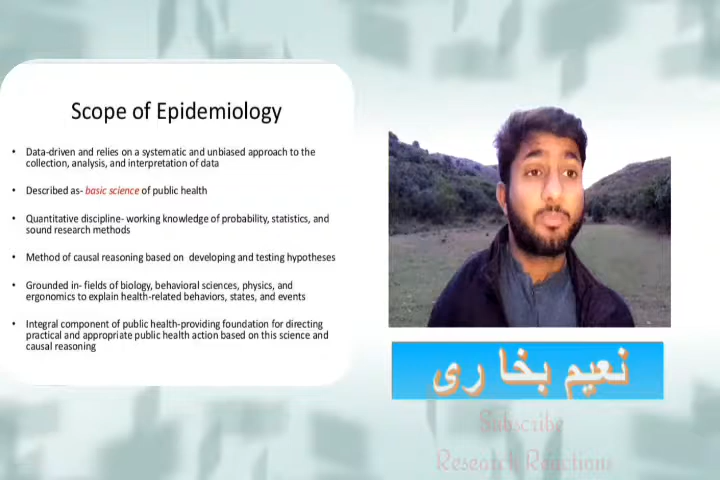 Scope of Epidemiology
• Data-driven and relies on a systematic and unbiased approach to the
collection, analysis, and interpretation of data
• Described as- basic science of public health
• Quantitative discipline- working knowledge of probability, statistics, and
sound research methods
• Method of causal reasoning based on developing and testing hypotheses
• Grounded in- fields of biology, behavioral sciences, physics, and
ergonomics to explain health-related behaviors, states, and events
• Integral component of public health-providing foundation for directing
practical and appropriate public health action based on this science and
causal reasoning
نعیم بخاری
Subscribe
Research Reactions